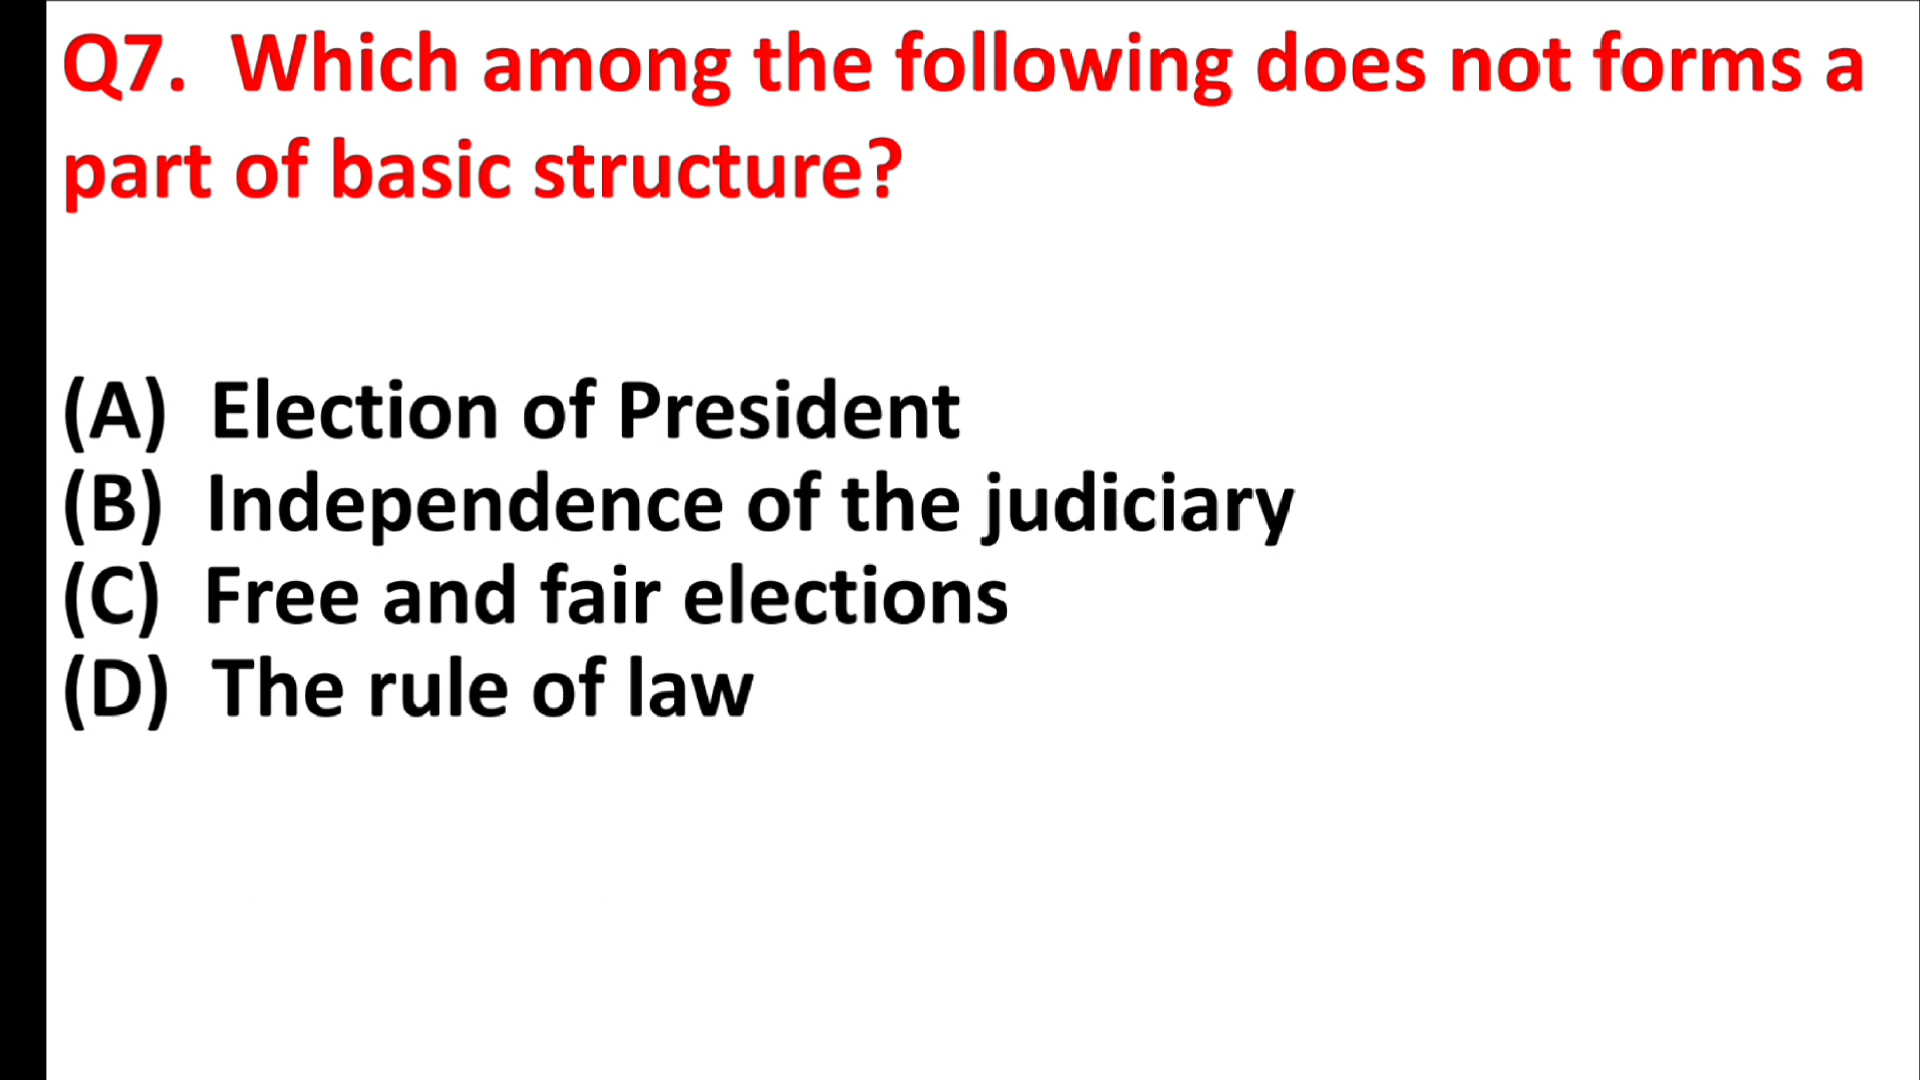 Q7. Which among the following does not forms a
part of basic structure?
(A) Election of President
(B) Independence of the judiciary
(C) Free and fair elections
(D) The rule of law